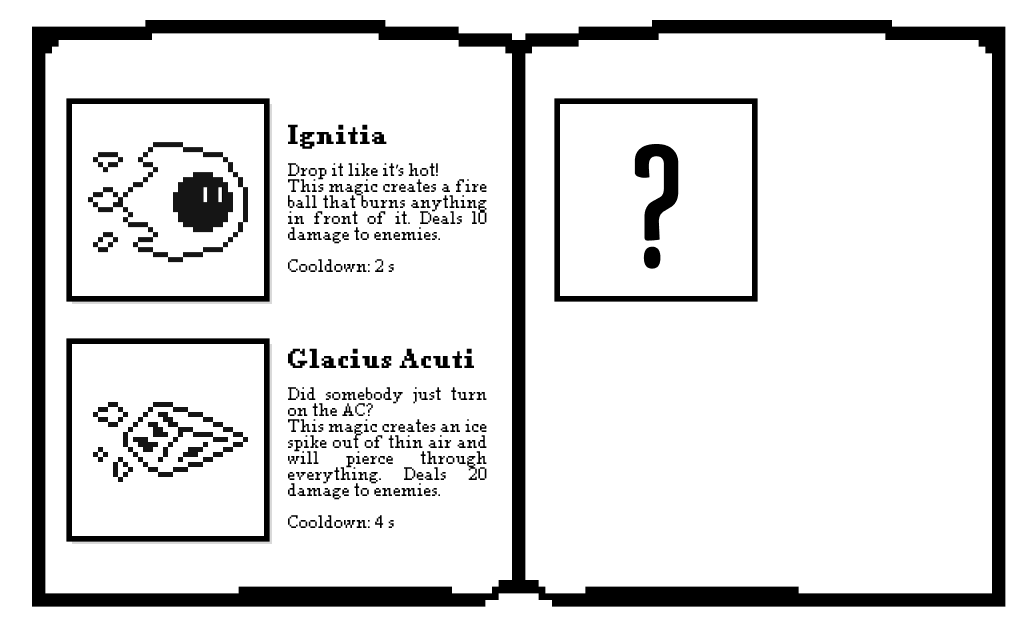 Ignitia
Drop it like it's hot!
This magic creates a fire
ball that burns anything
in front of it. Deals 10
damage to enemies.
Cooldown: 2 s
Glacius Acuti
Did somebody just turn
on the AC?
This magic creates an ice
spike out of thin air and
will pierce through
everything. Deals 20
damage to enemies.
Cooldown: 4 s
?